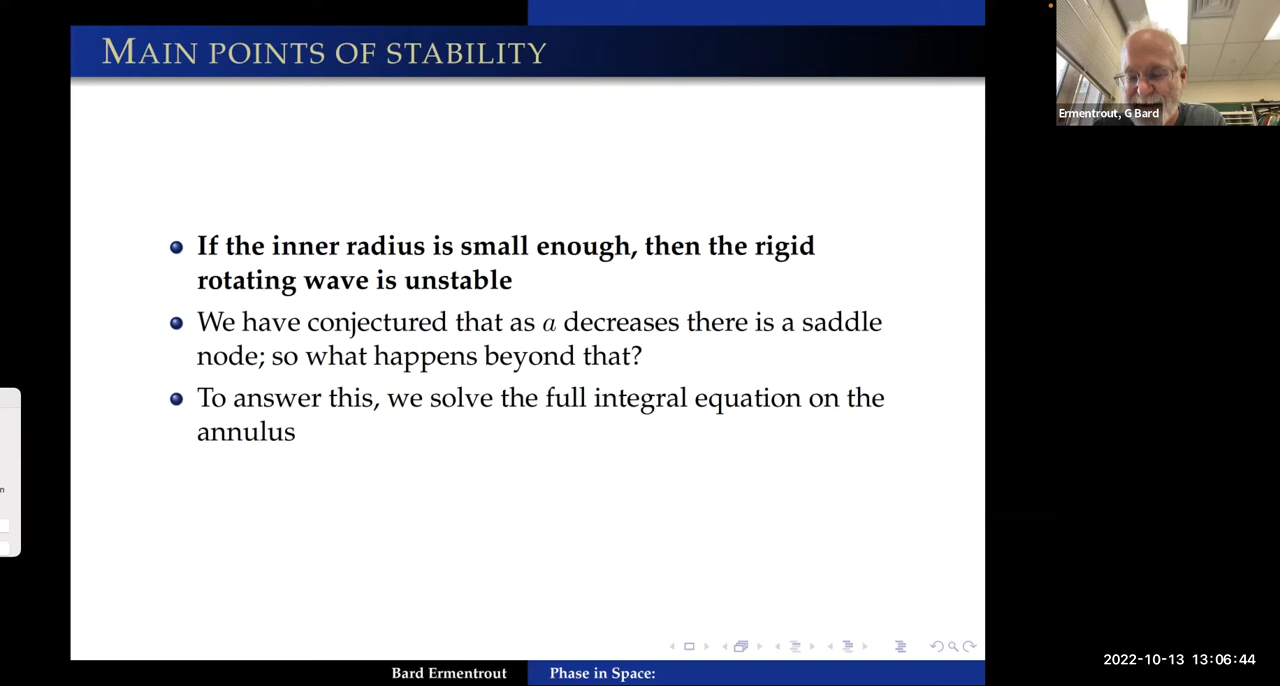 MAIN POINTS OF STABILITY
Ermentrout, G Bard
If the inner radius is small enough, then the rigid
rotating wave is unstable
We have conjectured that as a decreases there is a saddle
node; so what happens beyond that?
To answer this, we solve the full integral equation on the
annulus
n
Bard Ermentrout
Phase in Space:
2022-10-13 13:06:44